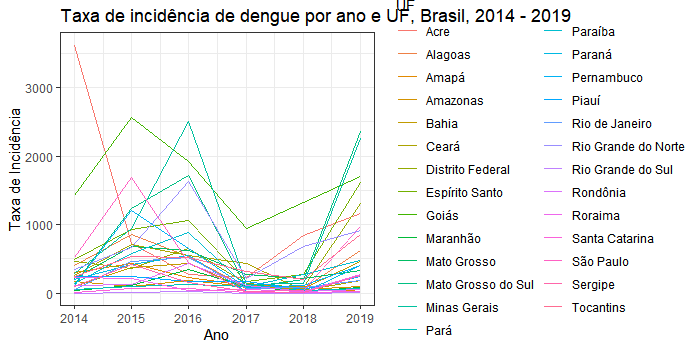 UF
Taxa de incidência de dengue por ano e UF, Brasil, 2014 - 2019
Taxa de Incidência
3000
2000
1000
0
2014 2015 2016 2017 2018 2019
Ano
Acre
Alagoas
Amapá
Amazonas
Bahia
Ceará
Distrito Federal
Espírito Santo
Goiás
Maranhão
Mato Grosso
Mato Grosso do Sul
Minas Gerais
Pará
Paraíba
Paraná
Pernambuco
Piauí
Rio de Janeiro
Rio Grande do Norte
Rio Grande do Sul
Rondônia
Roraima
Santa Catarina
São Paulo
Sergipe
Tocantins